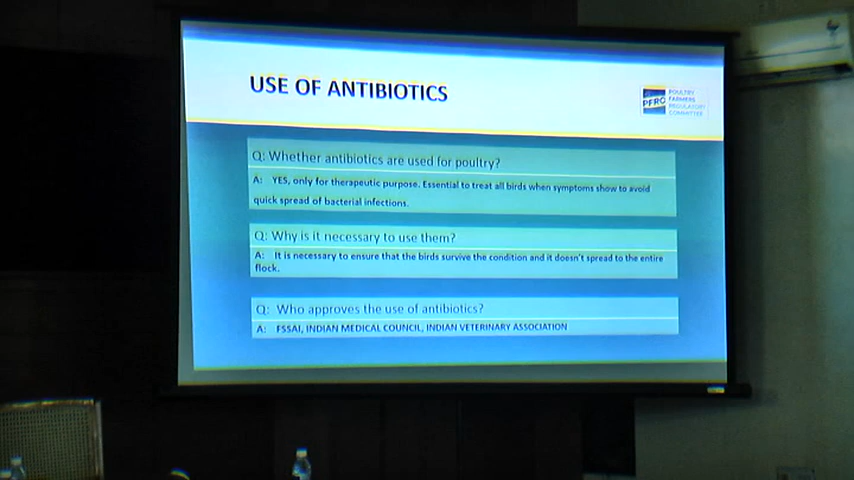 USE OF ANTIBIOTICS
PFRC
POULTRY
FARMERS
REGULATORY
COMMITTEE
Q: Whether antibiotics are used for poultry?
A: YES, only for therapeutic purpose. Essential to treat all birds when symptoms show to avoid
quick spread of bacterial infections.
Q: Why is it necessary to use them?
A: It is necessary to ensure that the birds survive the condition and it doesn't spread to the entire
flock.
Q: Who approves the use of antibiotics?
A: FSSAI, INDIAN MEDICAL COUNCIL, INDIAN VETERINARY ASSOCIATION